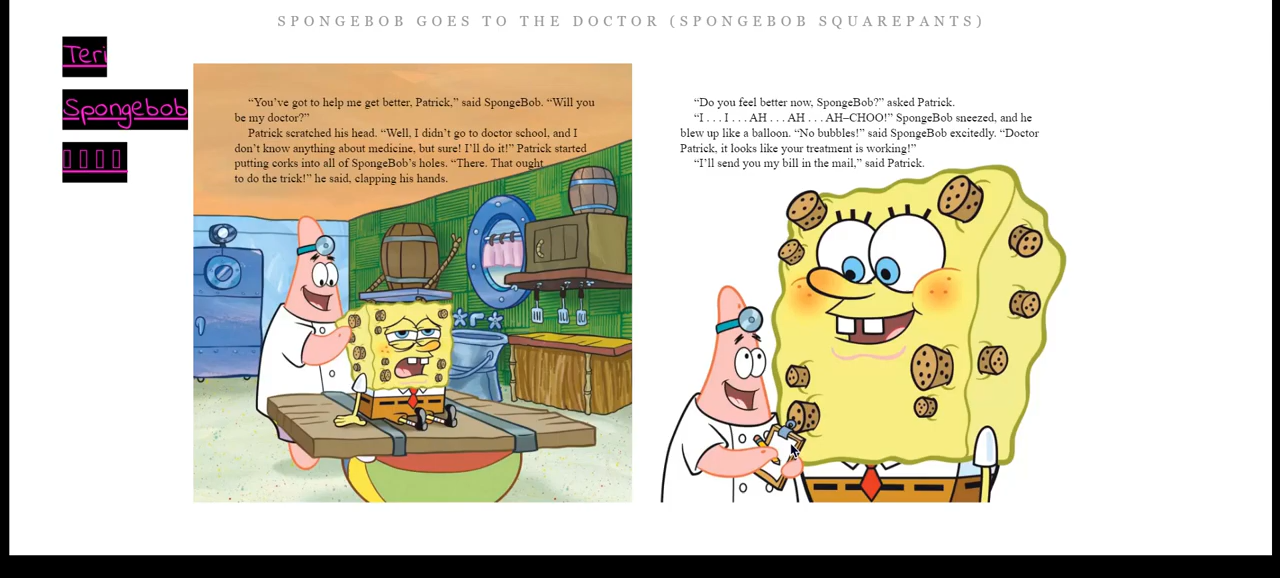 SPONGEBOB GOES TO THE DOCTOR (SPONGEBOB SQUAREPANTS)
Teri
Spongebob
“You’ve got to help me get better, Patrick,” said SpongeBob. “Will you
be my doctor?”
Patrick scratched his head. “Well, I didn’t go to doctor school, and I
don’t know anything about medicine, but sure! I’ll do it!” Patrick started
putting corks into all of SpongeBob’s holes. “There. That ought
to do the trick!” he said, clapping his hands.
“Do you feel better now, SpongeBob?” asked Patrick.
“I . . . I . . . AH . . . AH . . . AH–CHOO!” SpongeBob sneezed, and he
blew up like a balloon. “No bubbles!” said SpongeBob excitedly. “Doctor
Patrick, it looks like your treatment is working!”
“I’ll send you my bill in the mail,” said Patrick.